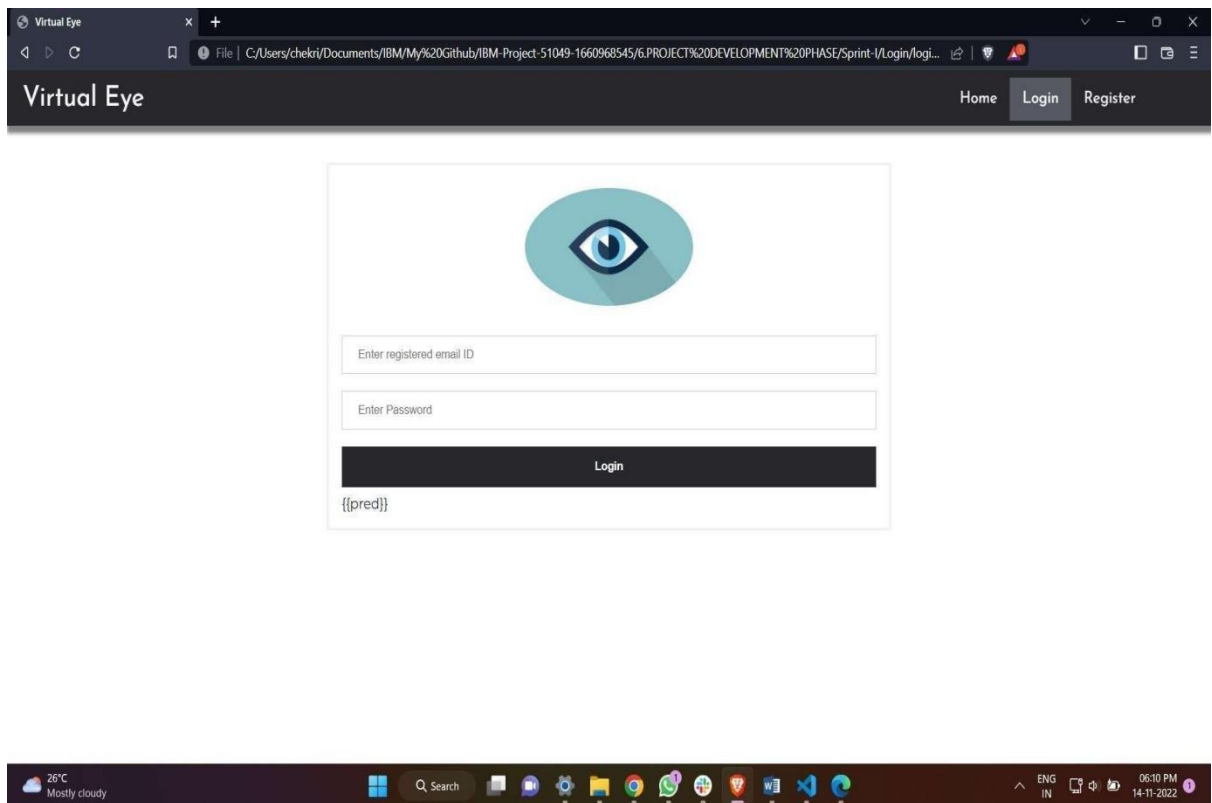 Virtual Eye
File | C:/Users/chekri/Documents/IBM/My%20Github/IBM-Project-51049-1660968545/6.PROJECT%20DEVELOPMENT%20PHASE/Sprint-I/Login/logi...
Virtual Eye
Home Login Register
Enter registered email ID
Enter Password
Login
{{pred}}
26°C
Mostly cloudy
Search
1
ENG
IN
06:10 PM
14-11-2022
1